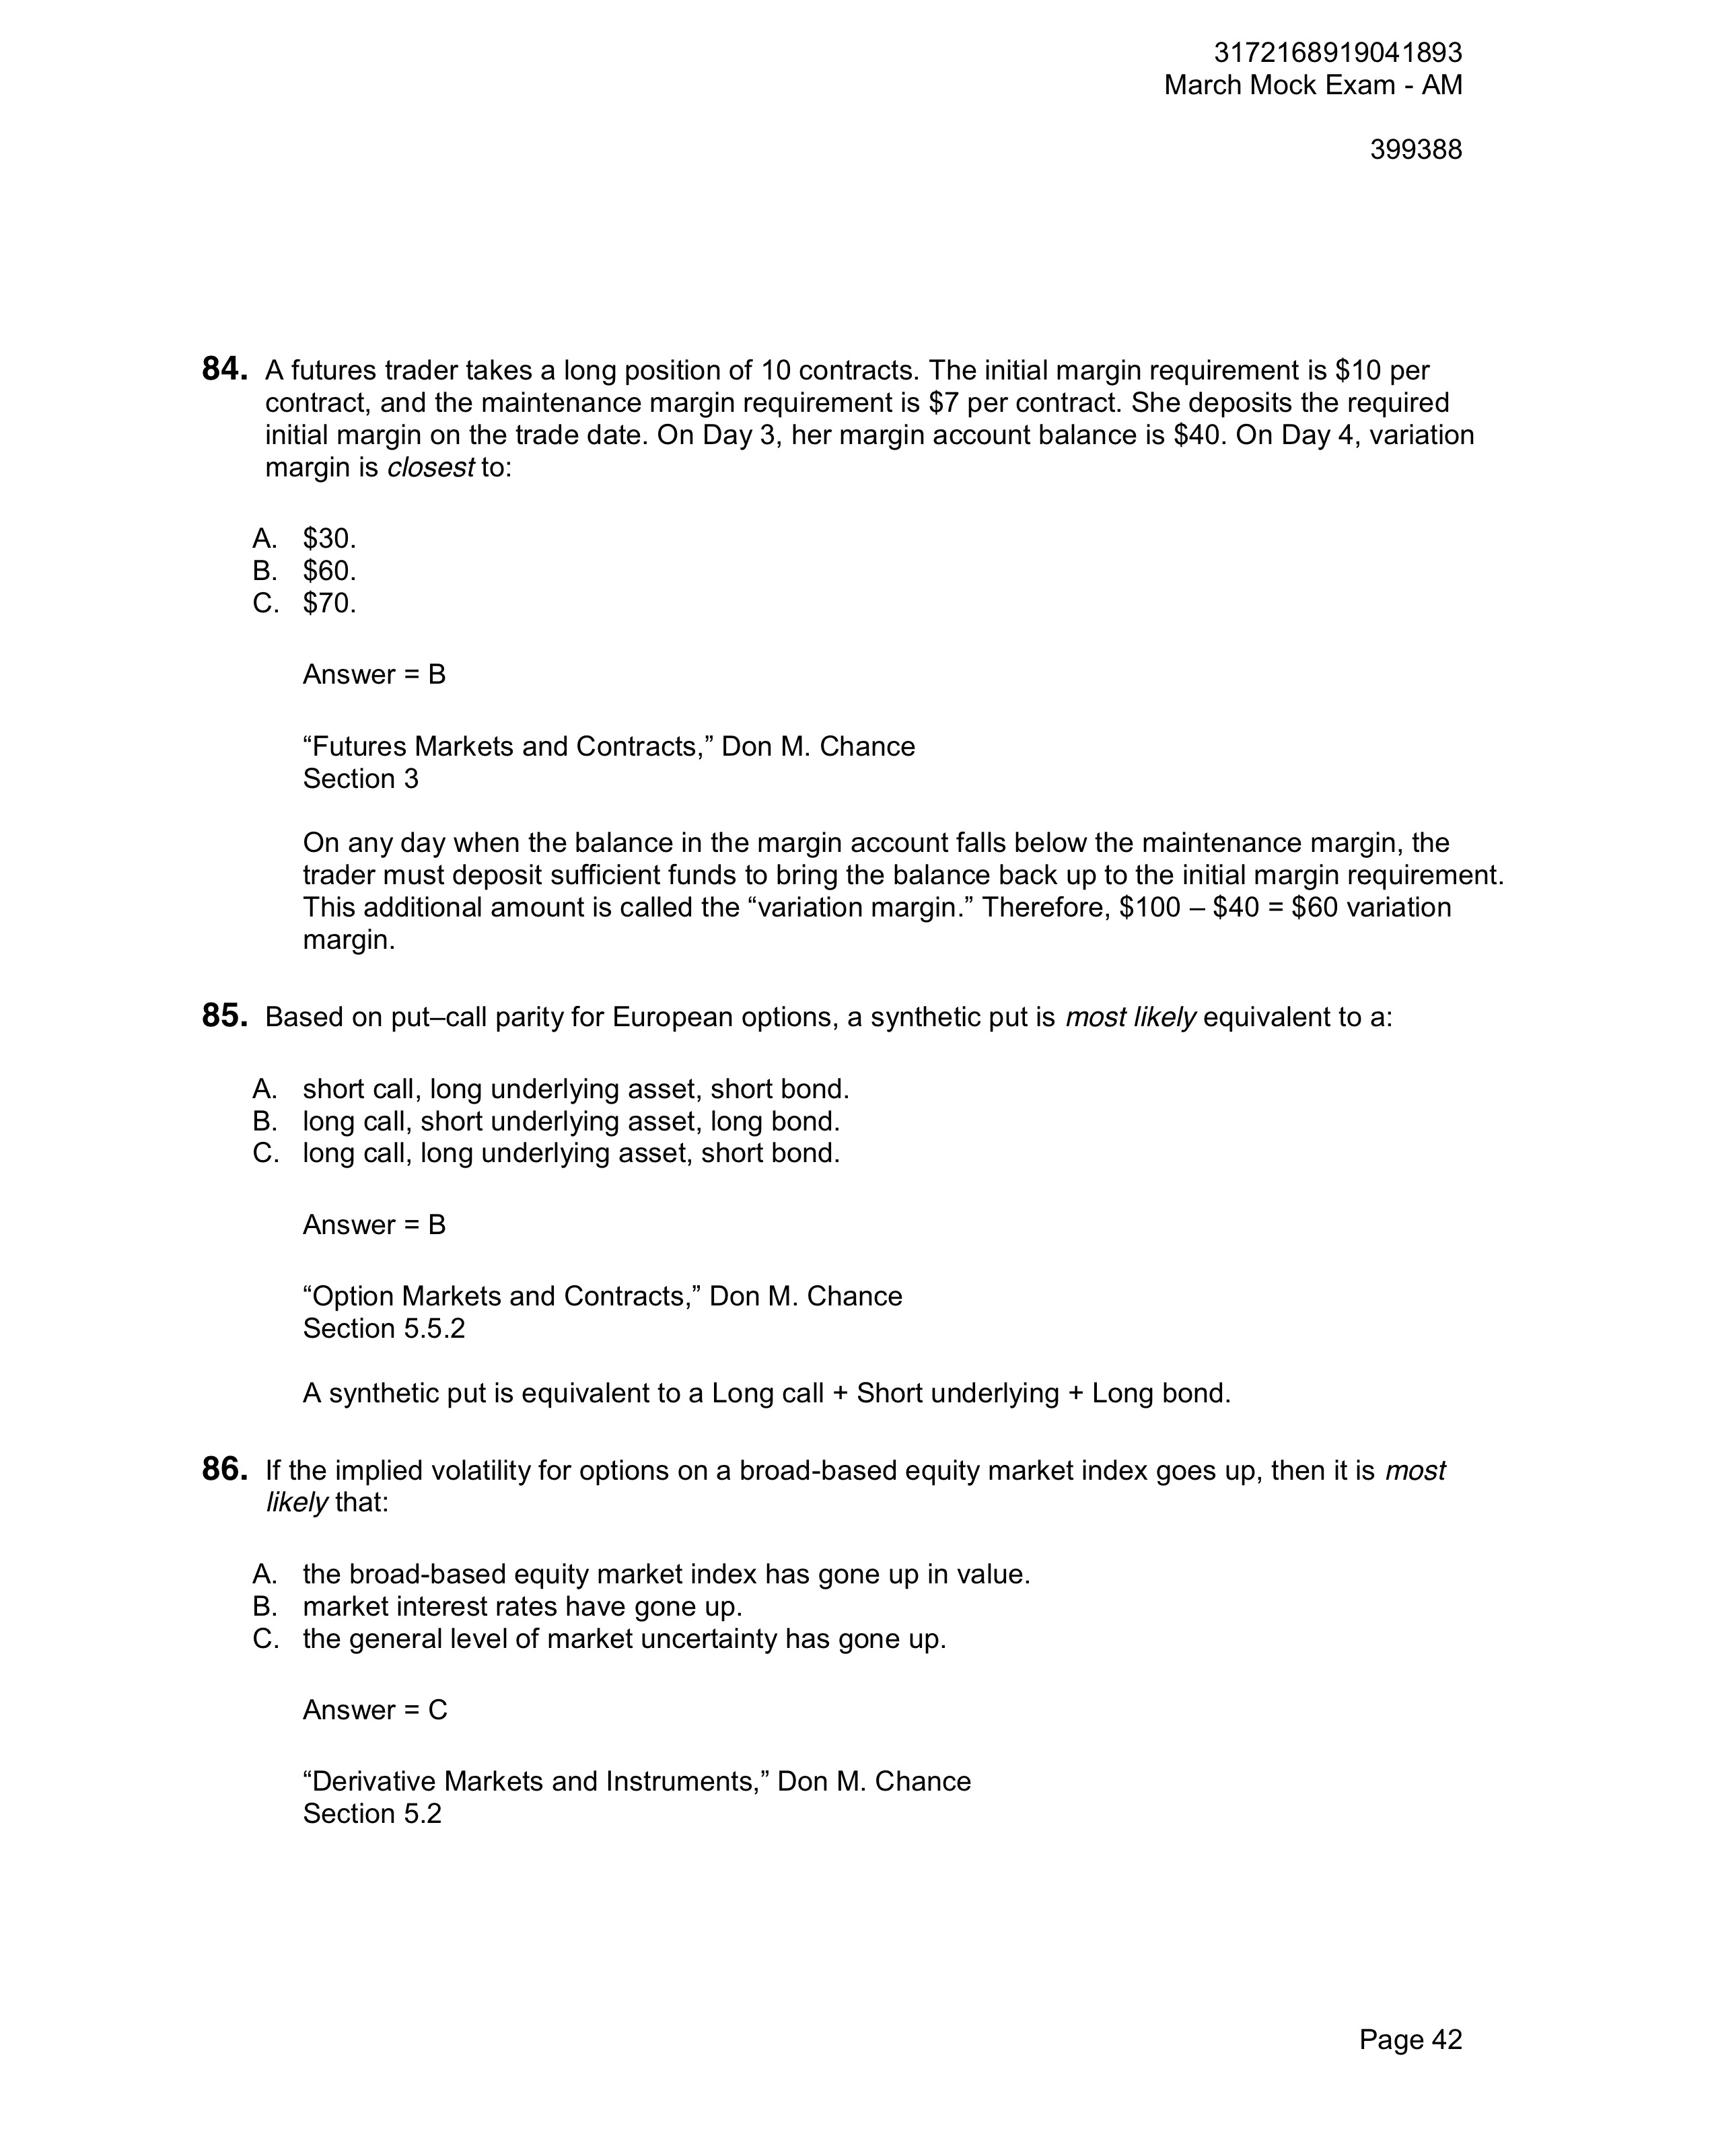 3172168919041893
March Mock Exam - AM
399388
84. A futures trader takes a long position of 10 contracts. The initial margin requirement is $10 per
contract, and the maintenance margin requirement is $7 per contract. She deposits the required
initial margin on the trade date. On Day 3, her margin account balance is $40. On Day 4, variation
margin is closest to:
A. $30.
B. $60.
C. $70.
Answer = B
“Futures Markets and Contracts,” Don M. Chance
Section 3
On any day when the balance in the margin account falls below the maintenance margin, the
trader must deposit sufficient funds to bring the balance back up to the initial margin requirement.
This additional amount is called the “variation margin.” Therefore, $100 – $40 = $60 variation
margin.
85. Based on put–call parity for European options, a synthetic put is most likely equivalent to a:
A. short call, long underlying asset, short bond.
B. long call, short underlying asset, long bond.
C. long call, long underlying asset, short bond.
Answer = B
“Option Markets and Contracts,” Don M. Chance
Section 5.5.2
A synthetic put is equivalent to a Long call + Short underlying + Long bond.
86. If the implied volatility for options on a broad-based equity market index goes up, then it is most
likely that:
A. the broad-based equity market index has gone up in value.
B. market interest rates have gone up.
C. the general level of market uncertainty has gone up.
Answer = C
“Derivative Markets and Instruments,” Don M. Chance
Section 5.2
Page 42